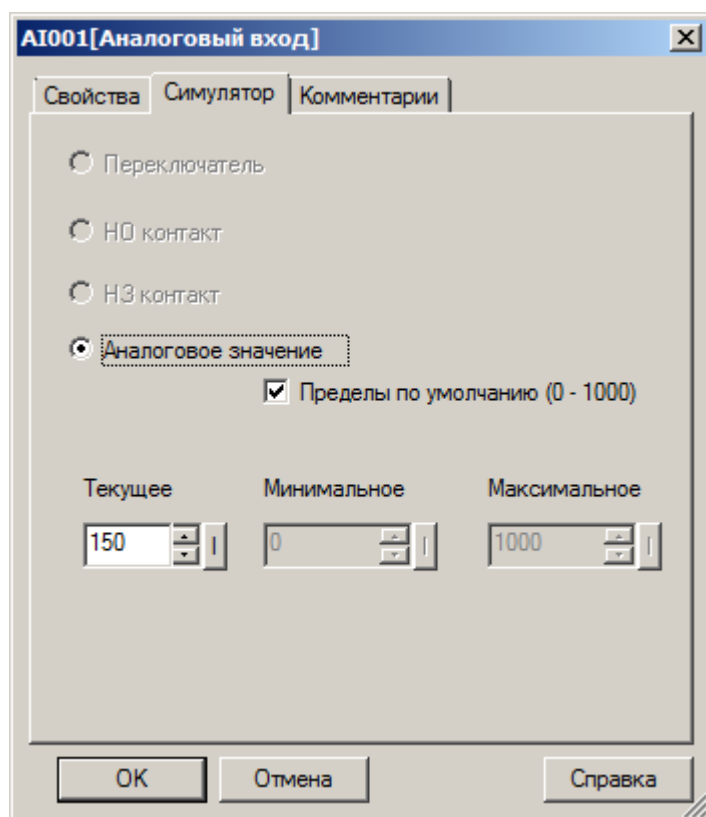 AI001[Аналоговый вход]
Свойства Симулятор Комментарии
Переключатель
НО контакт
НЗ контакт
Аналоговое значение
Пределы по умолчанию (0 - 1000)
Текущее Минимальное Максимальное
150 0 1000
OK Отмена Справка